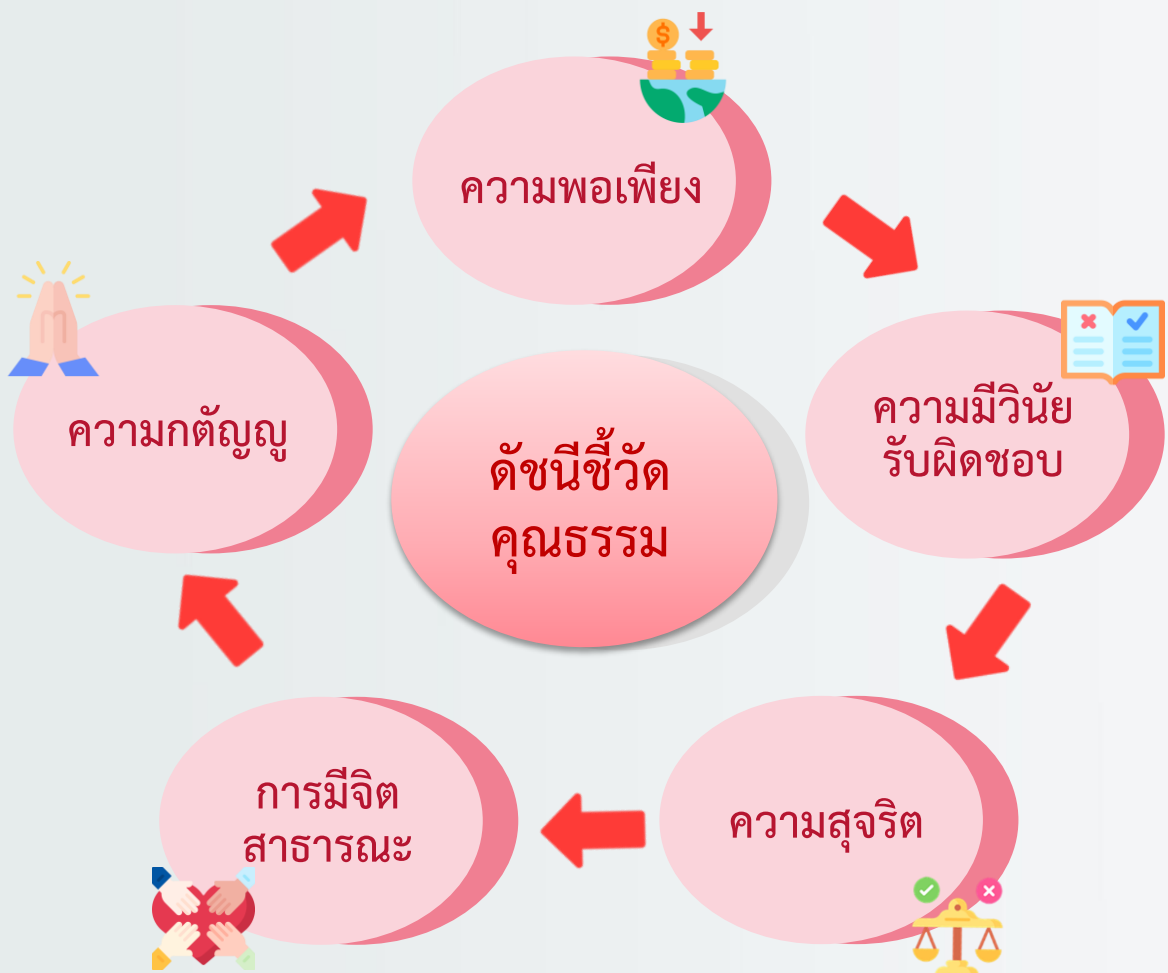 ความพอเพียง
ความมีวินัย
รับผิดชอบ
ความกตัญญู
ดัชนีชี้วัด
คุณธรรม
การมีจิต
สาธารณะ
ความสุจริต